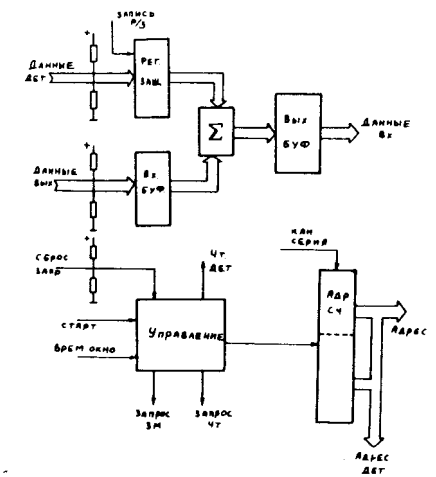 ЗАПИСЬ
Р/З
+
ДАННЫЕ
ДЕТ
РЕГ.
ЗАЩ.
Σ
ВЫХ
БУФ
ДАННЫЕ
ВХ
+
ДАННЫЕ
ВЫХ
ВХ.
БУФ
+
СБРОС
ЗАХР
ЧТ.
ДЕТ
КАН
СЕРИЯ
СТАРТ
ВРЕМ ОКНО
УПРАВЛЕНИЕ
АДР
СЧ
АДРЕС
ЗАПРОС
ЗМ
ЗАПРОС
ЧТ
АДРЕС
ДЕТ